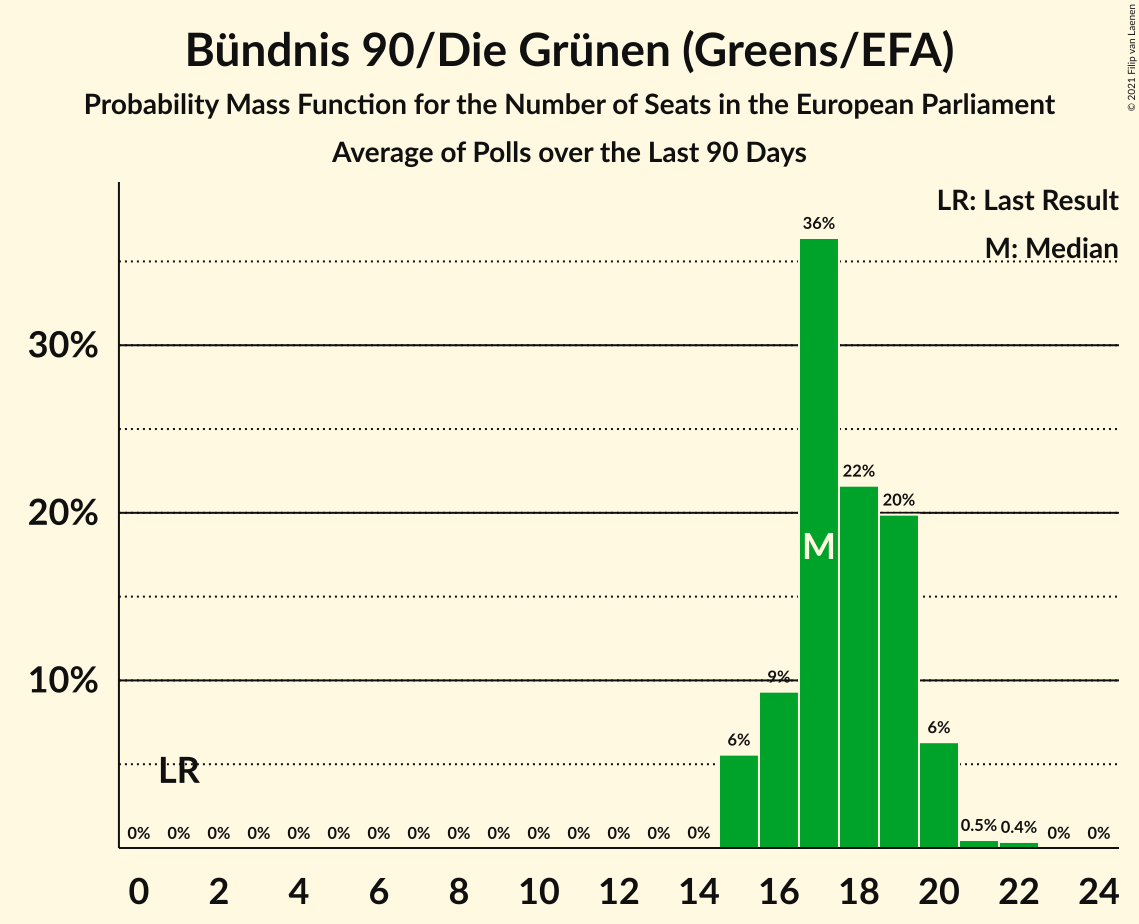 Bündnis 90/Die Grünen (Greens/EFA)
Probability Mass Function for the Number of Seats in the European Parliament
Average of Polls over the Last 90 Days
© 2021 Filip van Laenen
LR: Last Result
M: Median
36%
30%
22%
20%
20%
M
10%
9%
6%
6%
LR
0% 0% 0% 0% 0% 0% 0% 0% 0% 0% 0% 0% 0% 0% 0% 0.5% 0.4% 0% 0%
0 2 4 6 8 10 12 14 16 18 20 22 24